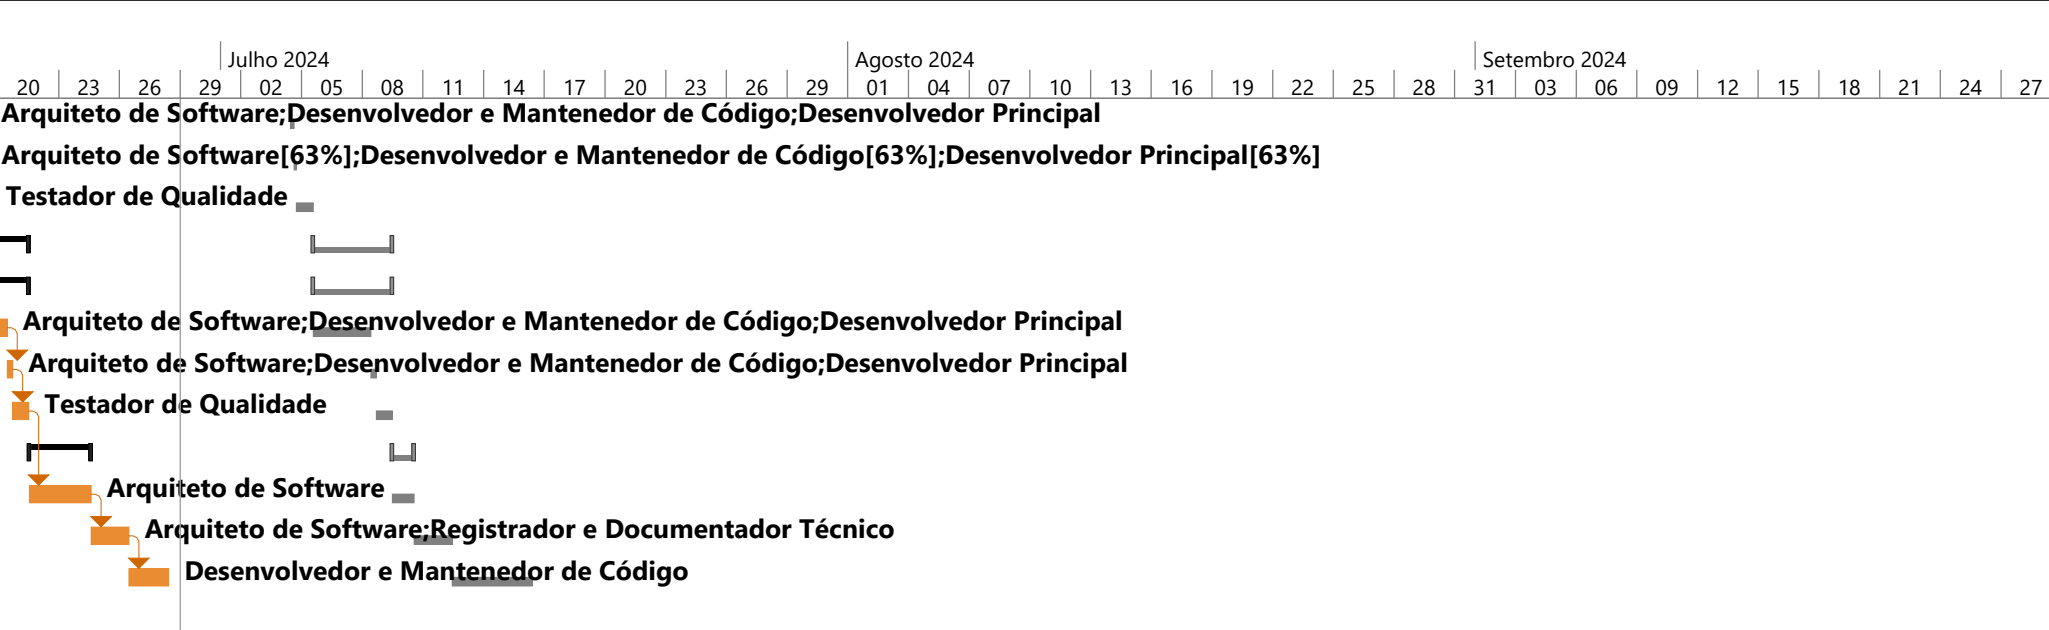 Julho 2024 Agosto 2024 Setembro 2024
20 23 26 29 02 05 08 11 14 17 20 23 26 29 01 04 07 10 13 16 19 22 25 28 31 03 06 09 12 15 18 21 24 27
Arquiteto de Software;Desenvolvedor e Mantenedor de Código;Desenvolvedor Principal
Arquiteto de Software[63%];Desenvolvedor e Mantenedor de Código[63%];Desenvolvedor Principal[63%]
Testador de Qualidade
Arquiteto de Software;Desenvolvedor e Mantenedor de Código;Desenvolvedor Principal
Arquiteto de Software;Desenvolvedor e Mantenedor de Código;Desenvolvedor Principal
Testador de Qualidade
Arquiteto de Software
Arquiteto de Software;Registrador e Documentador Técnico
Desenvolvedor e Mantenedor de Código